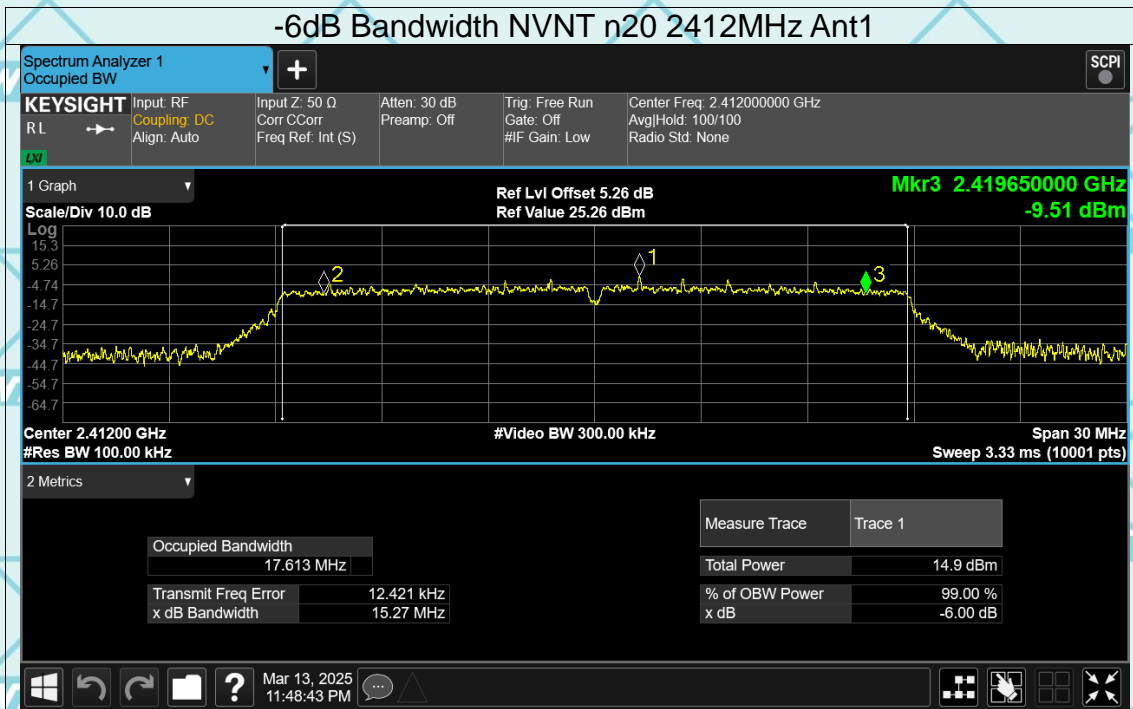 -6dB Bandwidth NVNT n20 2412MHz Ant1
Spectrum Analyzer 1
Occupied BW
SCPI
KEYSIGHT
R L
LXI
Input: RF
Coupling: DC
Align: Auto
Input Z: 50 Ω
Corr CCorr
Freq Ref: Int (S)
Atten: 30 dB
Preamp: Off
Trig: Free Run
Gate: Off
#IF Gain: Low
Center Freq: 2.412000000 GHz
Avg|Hold: 100/100
Radio Std: None
1 Graph
Scale/Div 10.0 dB
Ref Lvl Offset 5.26 dB
Ref Value 25.26 dBm
Mkr3 2.419650000 GHz
-9.51 dBm
Log
15.3
5.26
-4.74
-14.7
-24.7
-34.7
-44.7
-54.7
-64.7
2
1
3
Center 2.41200 GHz
#Video BW 300.00 kHz
Span 30 MHz
#Res BW 100.00 kHz
Sweep 3.33 ms (10001 pts)
2 Metrics
Occupied Bandwidth
17.613 MHz
Transmit Freq Error 12.421 kHz
x dB Bandwidth 15.27 MHz
Measure Trace Trace 1
Total Power 14.9 dBm
% of OBW Power 99.00 %
x dB -6.00 dB
Mar 13, 2025
11:48:43 PM